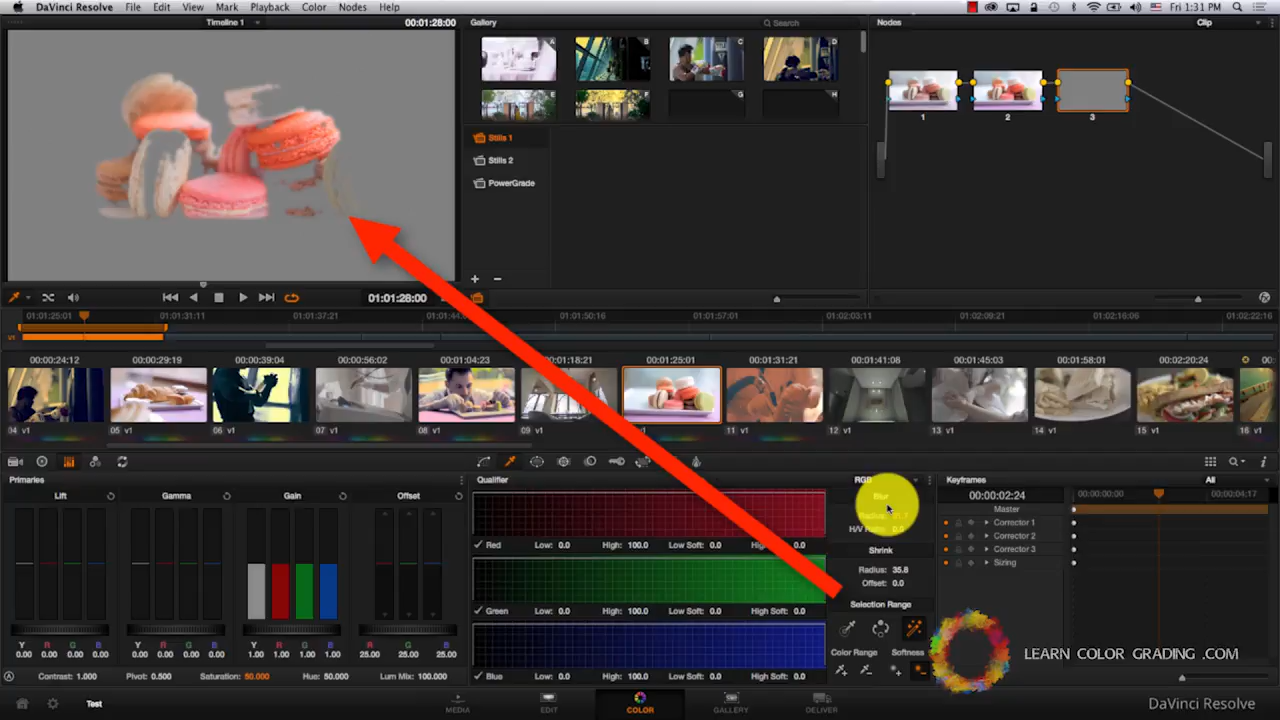 DaVinci Resolve File Edit View Mark Playback Color Nodes Help Fri 1:31 PM
Timeline 1 00:01:28:00 Gallery Search Nodes Clip
A B C D
E F G H
Stills 1
Stills 2
PowerGrade
1 2 3
01:01:28:00
01:01:25:01 01:01:31:11 01:01:37:21 01:01:44: 01:01:50:16 01:01:57:01 01:02:03:11 01:02:09:21 01:02:16:06 01:02:22:16
V1
00:00:24:12 00:00:29:19 00:00:39:04 00:00:56:02 00:01:04:23 00:01:18:21 00:01:25:01 00:01:31:21 00:01:41:08 00:01:45:03 00:01:58:01 00:02:20:24 00:
04 V1 05 V1 06 V1 07 V1 08 V1 09 V1 V1 11 V1 12 V1 13 V1 14 V1 15 V1 16 V
Primaries Qualifier RGB Keyframes All
Lift Gamma Gain Offset
Blur
Radius:
H/V Ratio: 0.0
Shrink
Radius: 35.8
Offset: 0.0
Selection Range
Color Range Softness
Red Low: 0.0 High: 100.0 Low Soft: 0.0 High Soft: 0.0
Green Low: 0.0 High: 100.0 Low Soft: 0.0 High Soft: 0.0
Blue Low: 0.0 High: 100.0 Low Soft: 0.0 High Soft: 0.0
00:00:02:24 00:00:00:00 00:00:04:17
Master
Corrector 1
Corrector 2
Corrector 3
Sizing
Y R G B Y R G B Y R G B R G B
0.00 0.00 0.00 0.00 0.00 0.00 0.00 0.00 1.00 1.00 1.00 1.00 25.00 25.00 25.00
A Contrast: 1.000 Pivot: 0.500 Saturation: 50.000 Hue: 50.000 Lum Mix: 100.000
LEARN COLOR GRADING .COM
Test MEDIA EDIT COLOR GALLERY DELIVER DaVinci Resolve